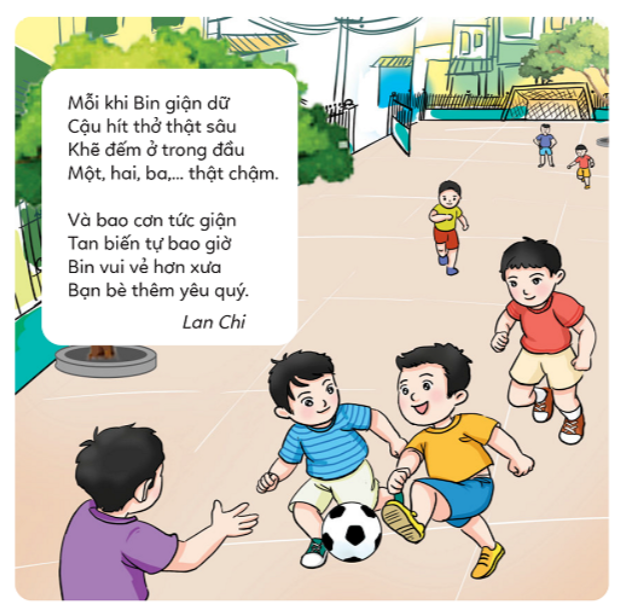 Mỗi khi Bin giận dữ
Cậu hít thở thật sâu
Khẽ đếm ở trong đầu
Một, hai, ba,... thật chậm.
Và bao cơn tức giận
Tan biến tự bao giờ
Bin vui vẻ hơn xưa
Bạn bè thêm yêu quý.
Lan Chi